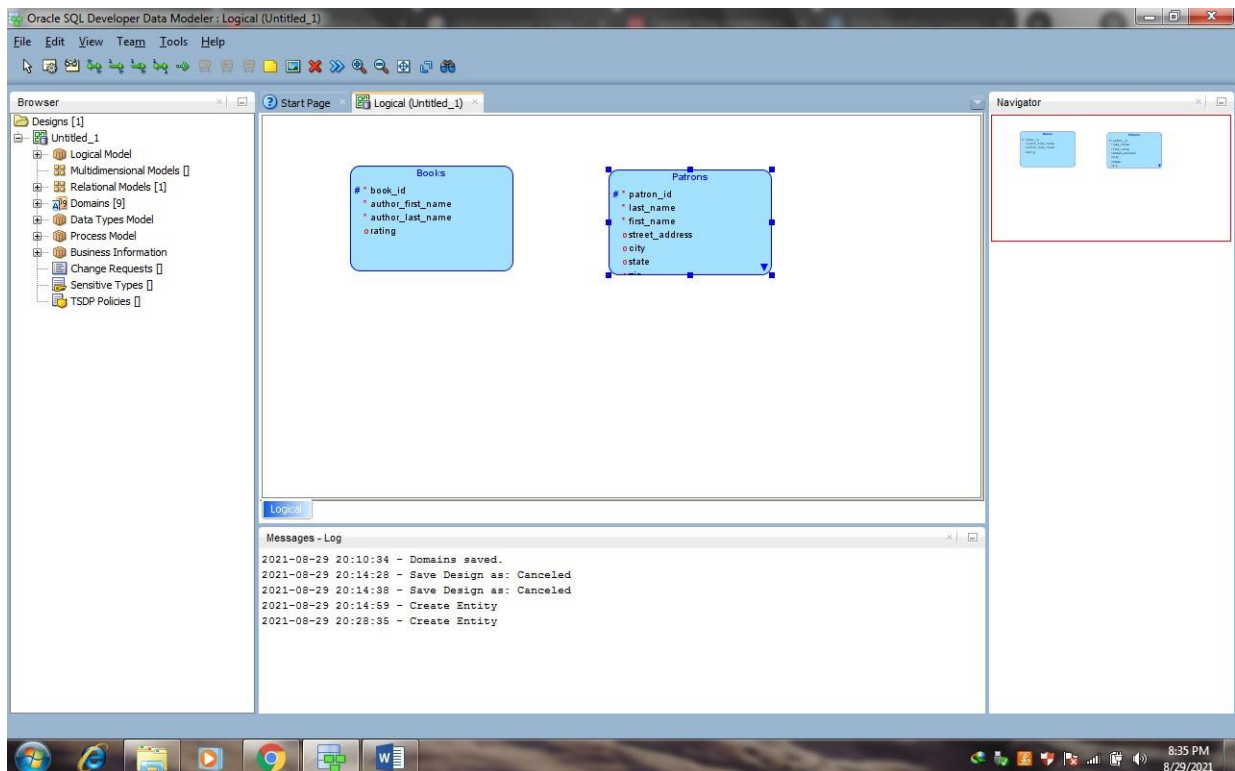 Oracle SQL Developer Data Modeler : Logical (Untitled_1)
File Edit View Team Tools Help
Browser
Designs [1]
Untitled_1
Logical Model
Multidimensional Models []
Relational Models [1]
Domains [9]
Data Types Model
Process Model
Business Information
Change Requests []
Sensitive Types []
TSDP Policies []
Start Page
Logical (Untitled_1)
Books
# * book_id
* author_first_name
* author_last_name
o rating
Patrons
# * patron_id
* last_name
* first_name
o street_address
o city
o state
Logical
Messages - Log
2021-08-29 20:10:34 - Domains saved.
2021-08-29 20:14:28 - Save Design as: Canceled
2021-08-29 20:14:38 - Save Design as: Canceled
2021-08-29 20:14:59 - Create Entity
2021-08-29 20:28:35 - Create Entity
Navigator
8:35 PM
8/29/2021